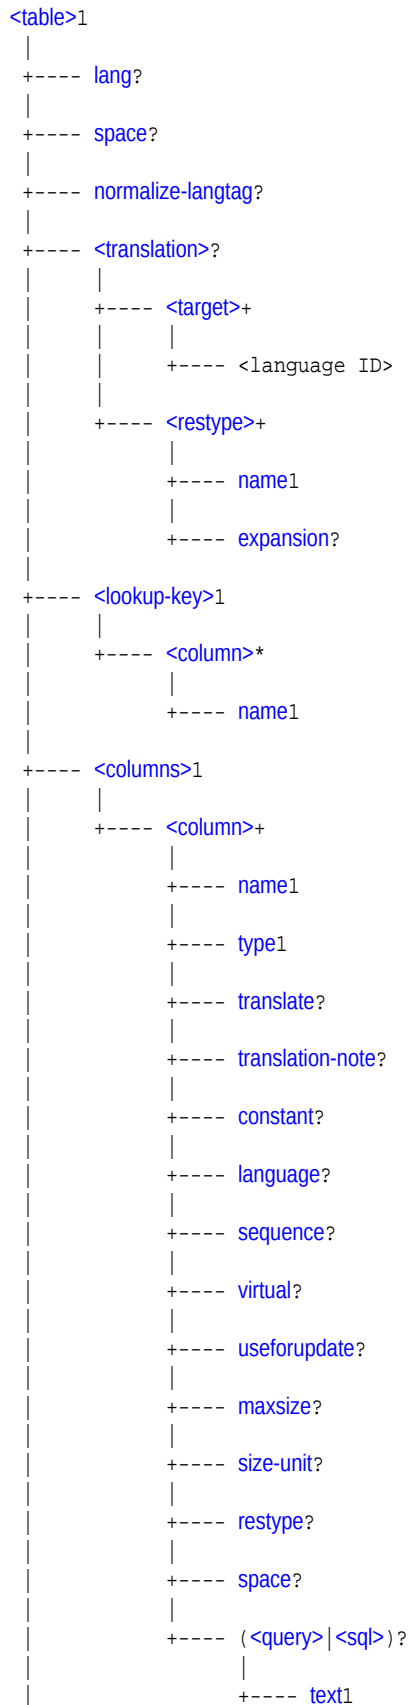 <table>1
|
+---- lang?
|
+---- space?
|
+---- normalize-langtag?
|
+---- <translation>?
|     |
|     +---- <target>+
|     |     |
|     |     +---- <language ID>
|     |
|     +---- <restype>+
|           |
|           +---- name1
|           |
|           +---- expansion?
|
+---- <lookup-key>1
|     |
|     +---- <column>*
|           |
|           +---- name1
|
+---- <columns>1
|     |
|     +---- <column>+
|     |     |
|     |     +---- name1
|     |     |
|     |     +---- type1
|     |     |
|     |     +---- translate?
|     |     |
|     |     +---- translation-note?
|     |     |
|     |     +---- constant?
|     |     |
|     |     +---- language?
|     |     |
|     |     +---- sequence?
|     |     |
|     |     +---- virtual?
|     |     |
|     |     +---- useforupdate?
|     |     |
|     |     +---- maxsize?
|     |     |
|     |     +---- size-unit?
|     |     |
|     |     +---- restype?
|     |     |
|     |     +---- space?
|     |     |
|     |     +---- (<query>|<sql>)?
|     |           |
|     |           +---- text1